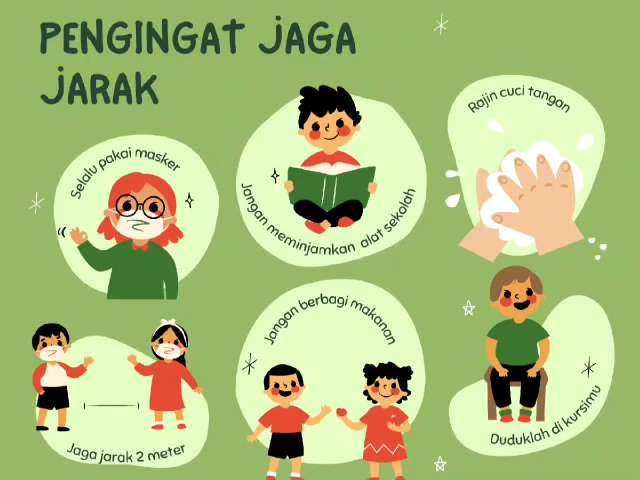 PENGINGAT JAGA
JARAK
Selalu pakai masker
Jangan meminjamkan alat sekolah
Rajin cuci tangan
Jaga jarak 2 meter
Jangan berbagi makanan
Duduklah di kursimu